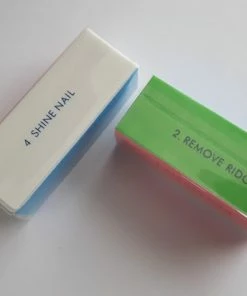 4 SHINE NAIL
2. REMOVE